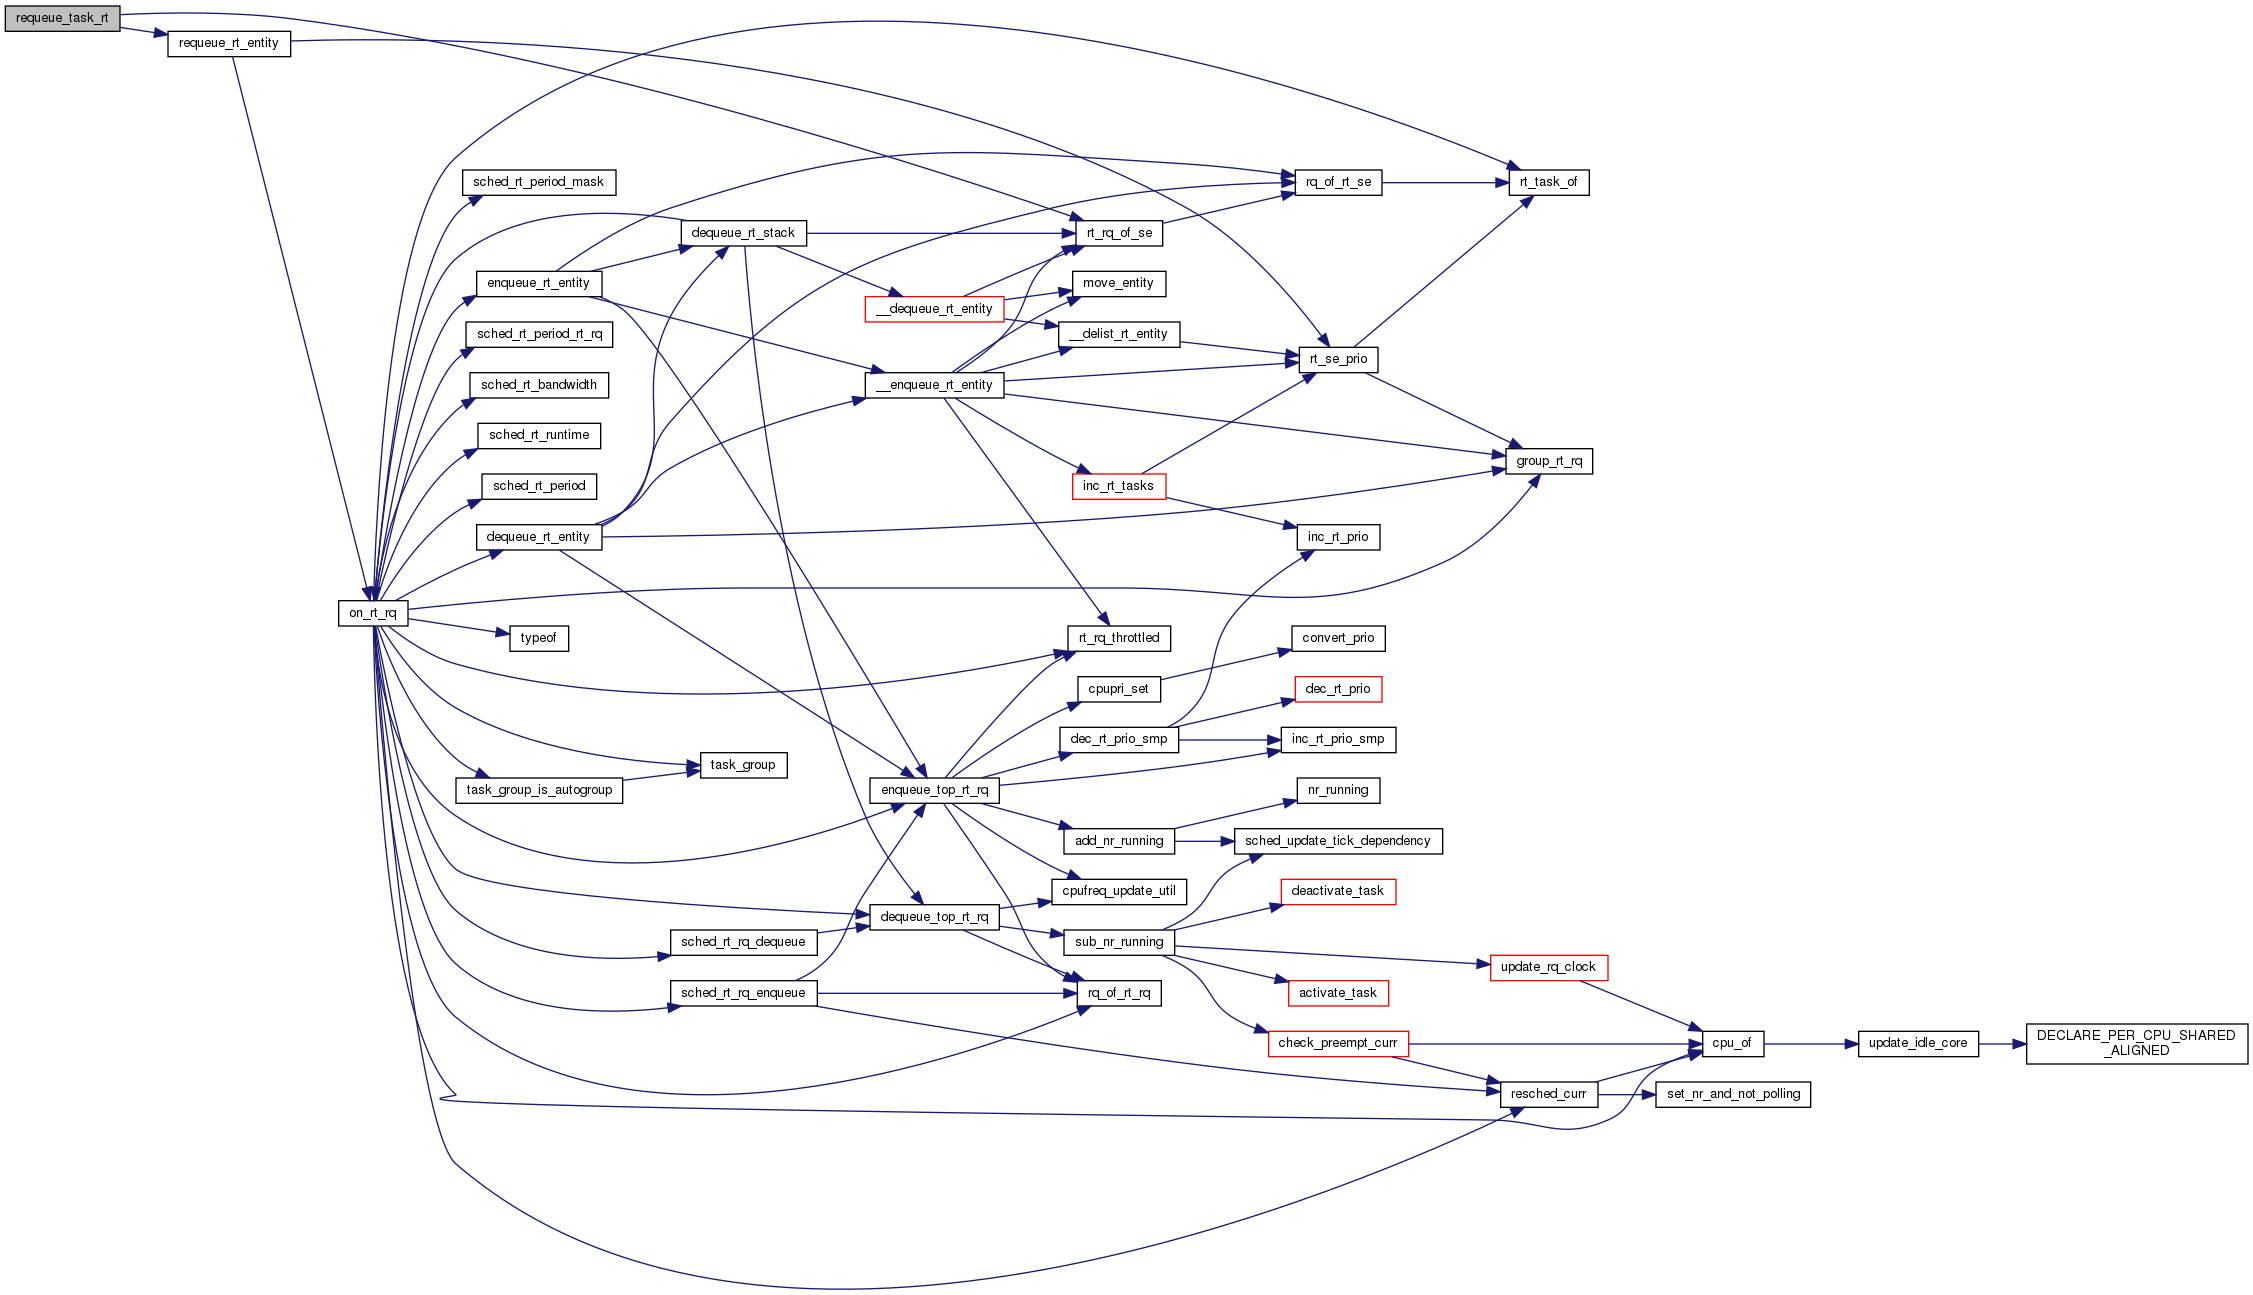 requeue_task_rt
requeue_rt_entity
sched_rt_period_mask
rq_of_rt_se
rt_task_of
dequeue_rt_stack
rt_rq_of_se
enqueue_rt_entity
move_entity
__dequeue_rt_entity
sched_rt_period_rt_rq
__delist_rt_entity
rt_se_prio
sched_rt_bandwidth
__enqueue_rt_entity
sched_rt_runtime
group_rt_rq
sched_rt_period
inc_rt_tasks
dequeue_rt_entity
inc_rt_prio
on_rt_rq
typeof
rt_rq_throttled
convert_prio
cpupri_set
dec_rt_prio
dec_rt_prio_smp
inc_rt_prio_smp
task_group
task_group_is_autogroup
enqueue_top_rt_rq
nr_running
add_nr_running
sched_update_tick_dependency
cpufreq_update_util
deactivate_task
dequeue_top_rt_rq
sched_rt_rq_dequeue
sub_nr_running
update_rq_clock
sched_rt_rq_enqueue
rq_of_rt_rq
activate_task
check_preempt_curr
cpu_of
update_idle_core
DECLARE_PER_CPU_SHARED
_ALIGNED
resched_curr
set_nr_and_not_polling